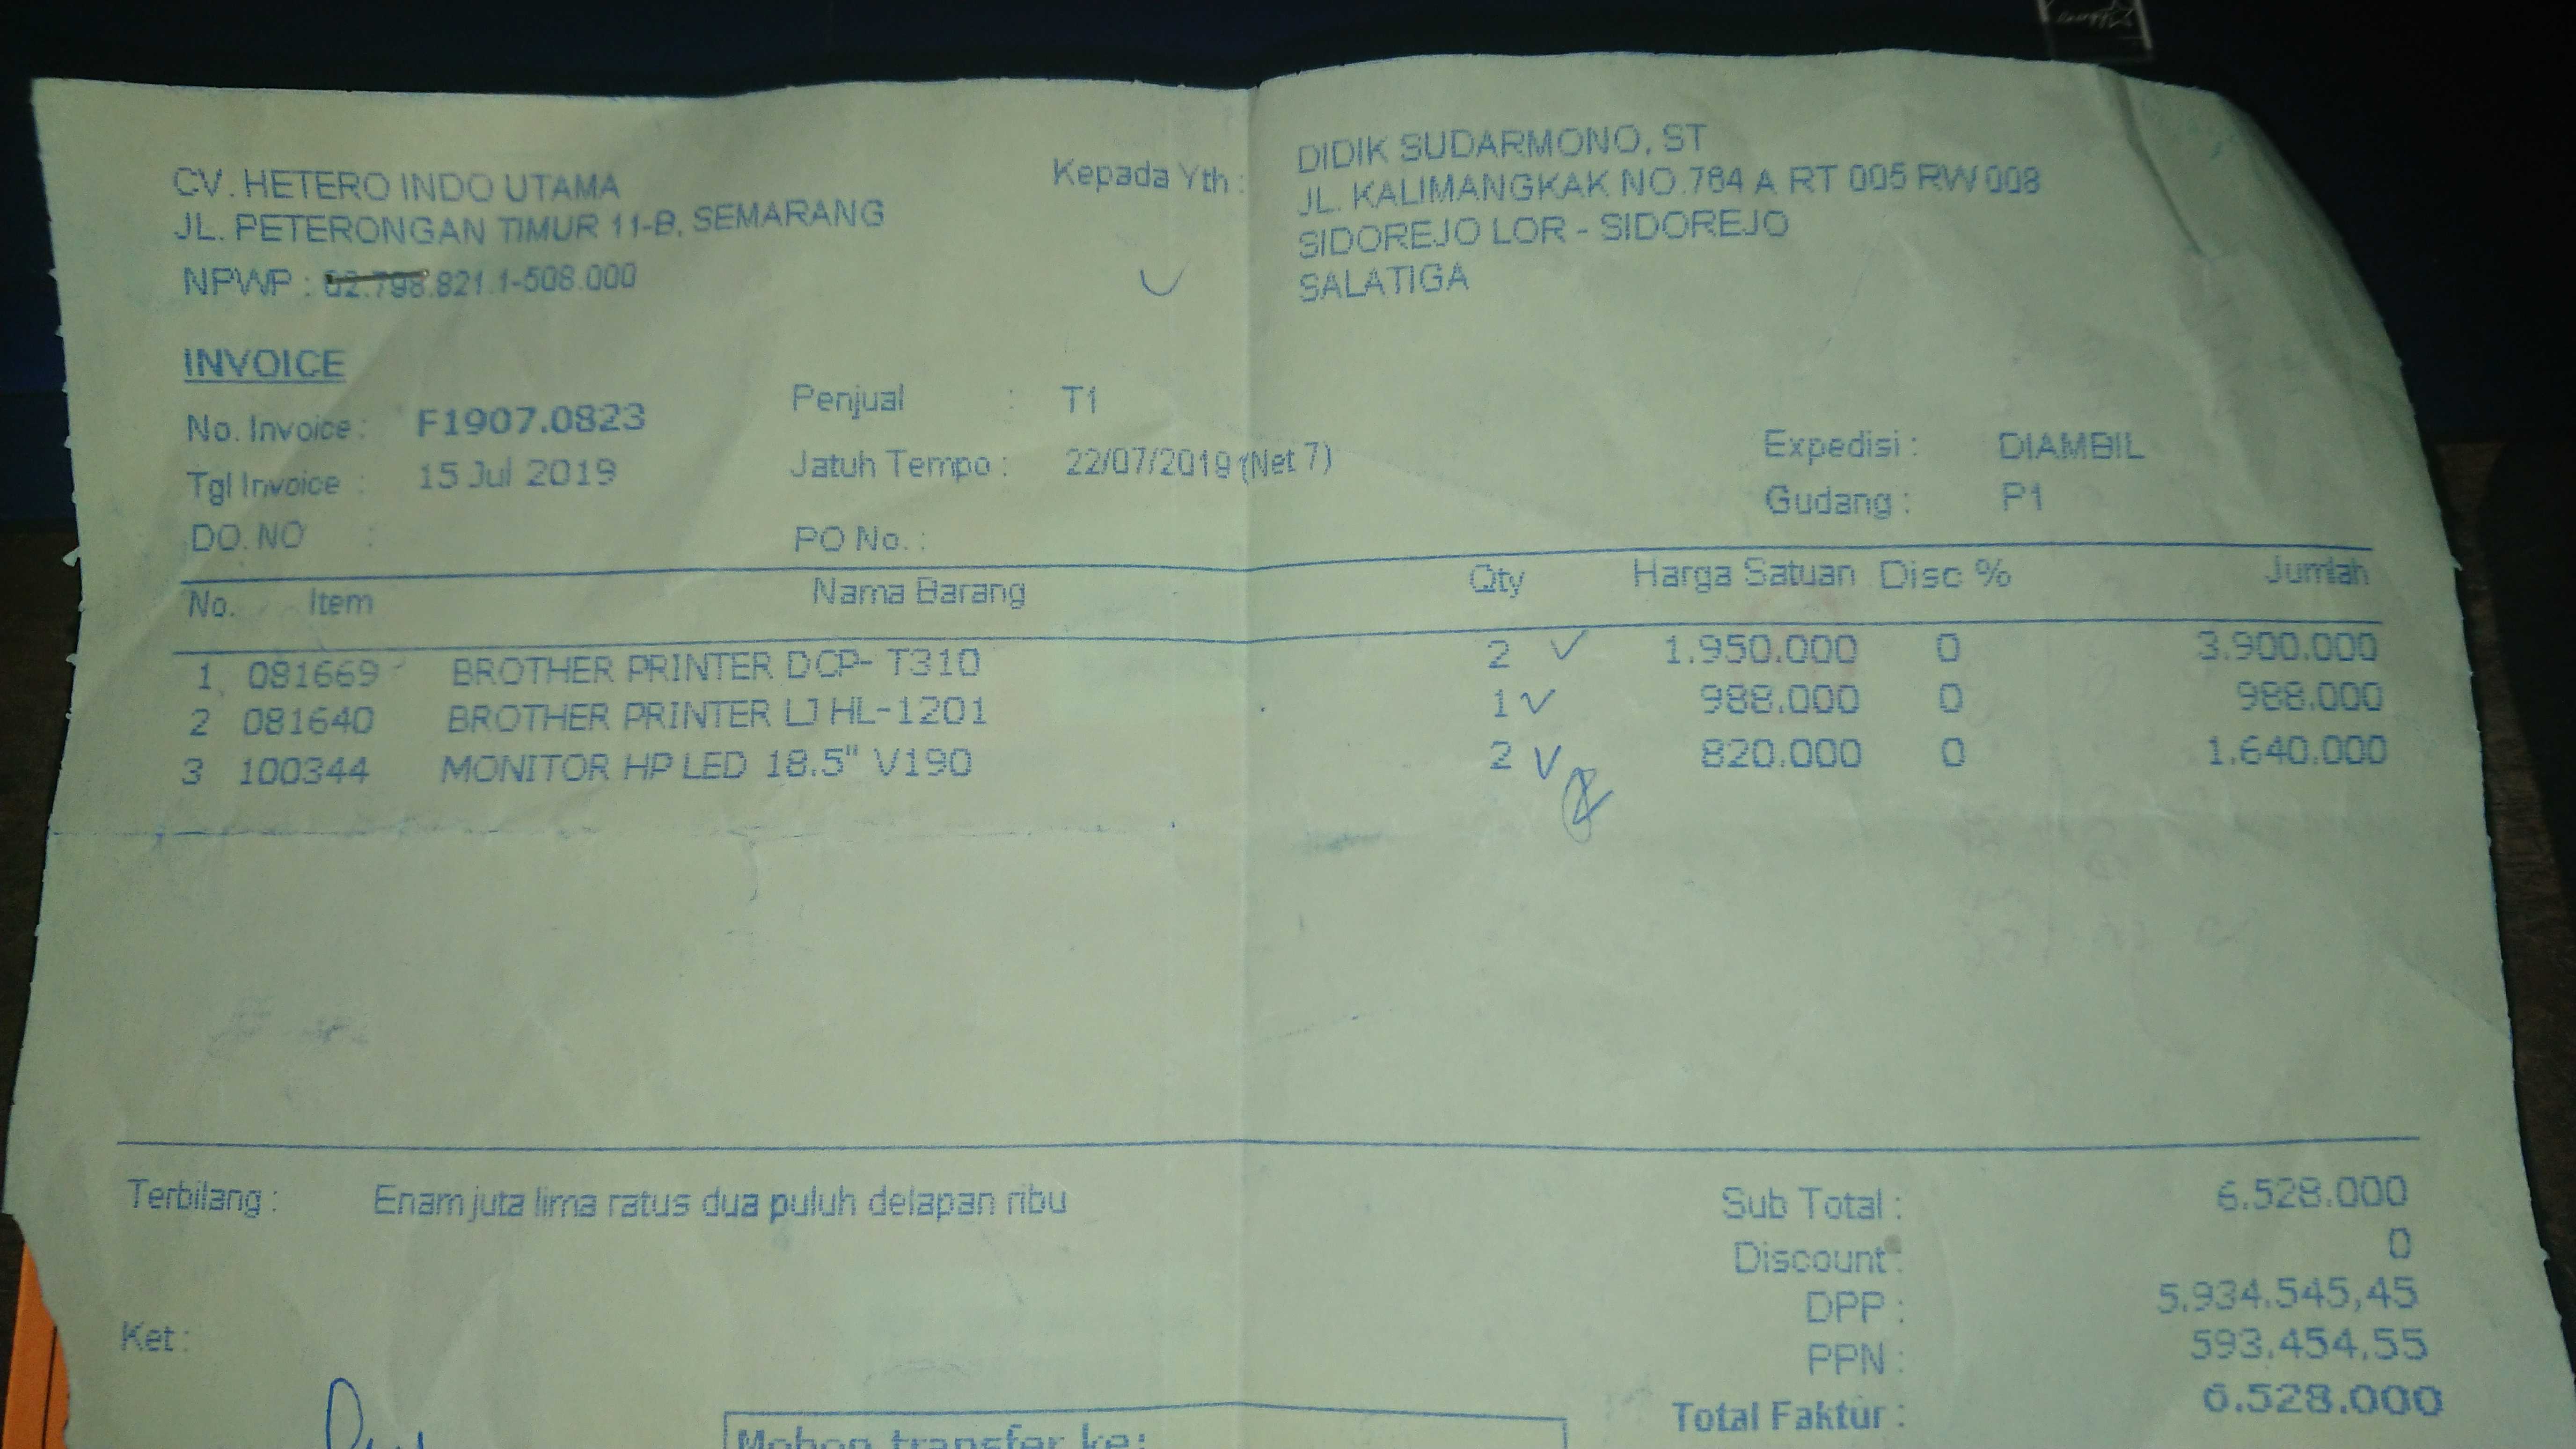 CV. HETERO INDO UTAMA
JL. PETERONGAN TIMUR 11-B, SEMARANG
NPWP : 02.798.821.1-508.000
Kepada Yth :
DIDIK SUDARMONO, ST
JL. KALIMANGKAK NO.764 A RT 005 RW 008
SIDOREJO LOR - SIDOREJO
SALATIGA
INVOICE
No. Invoice : F1907.0823
Tgl Invoice : 15 Jul 2019
DO. NO :
Penjual : T1
Jatuh Tempo : 22/07/2019 (Net 7)
PO No. :
Expedisi : DIAMBIL
Gudang : P1
No. Item Nama Barang Qty Harga Satuan Disc % Jumlah
1 081669 BROTHER PRINTER DCP- T310 2 1.950.000 0 3.900.000
2 081640 BROTHER PRINTER LJ HL-1201 1 988.000 0 988.000
3 100344 MONITOR HP LED 18.5" V190 2 820.000 0 1.640.000
Terbilang : Enam juta lima ratus dua puluh delapan ribu
Sub Total : 6.528.000
Discount : 0
DPP : 5.934.545,45
PPN : 593.454,55
Total Faktur : 6.528.000
Ket :
Mohon transfer ke: